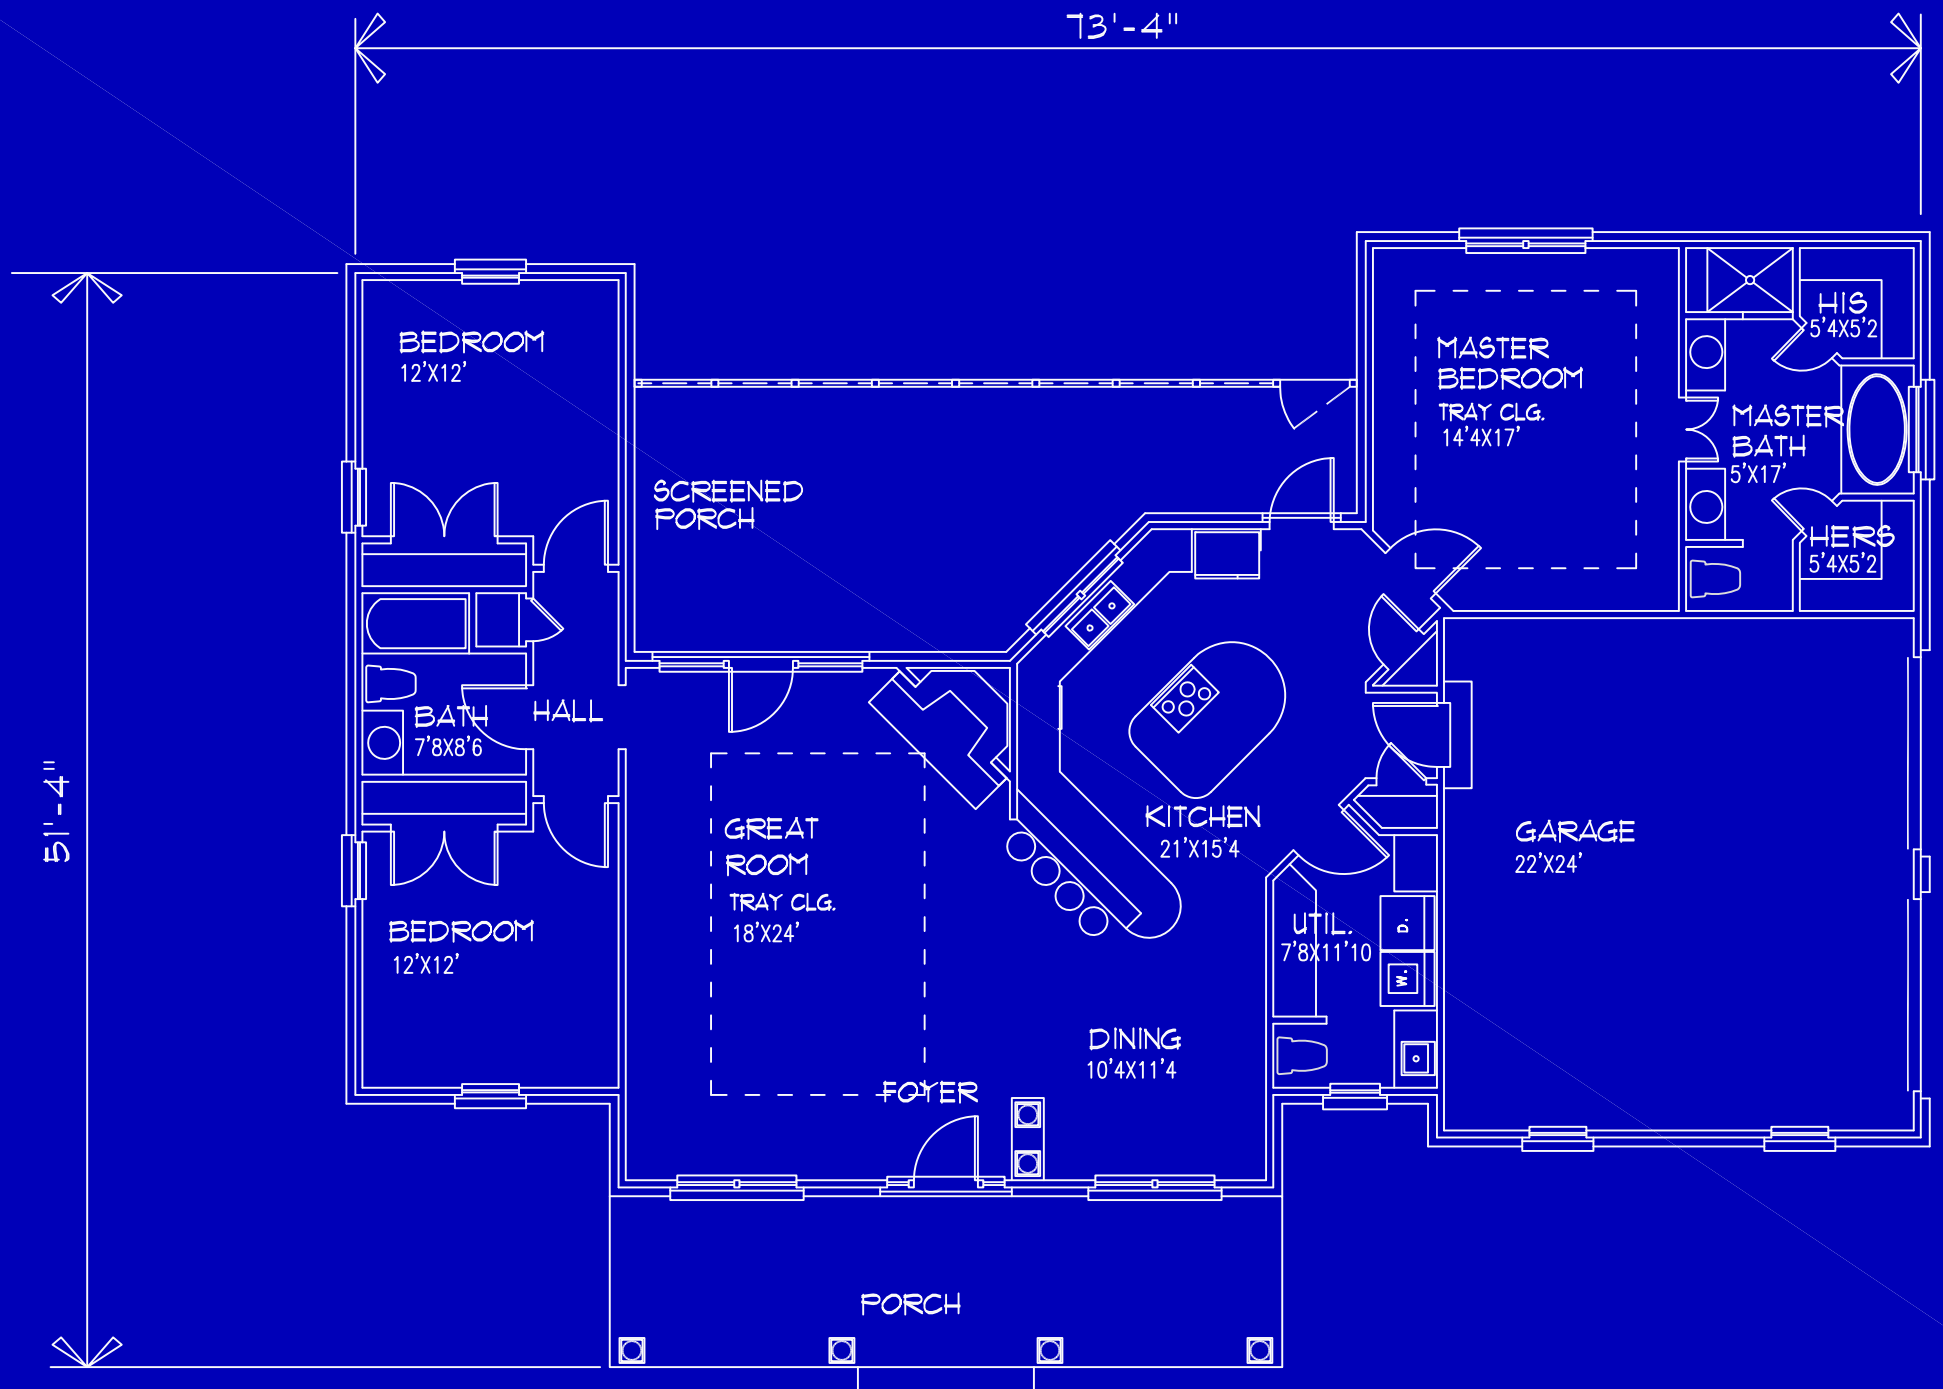 73'-4"
51'-4"
BEDROOM
12'X12'
SCREENED
PORCH
MASTER
BEDROOM
TRAY CLG.
14'4X17'
HIS
5'4X5'2
MASTER
BATH
5'X17'
HERS
5'4X5'2
BATH
7'8X8'6
HALL
GREAT
ROOM
TRAY CLG.
18'X24'
KITCHEN
21'X15'4
GARAGE
22'X24'
BEDROOM
12'X12'
UTIL.
7'8X11'10
D.
W.
DINING
10'4X11'4
FOYER
PORCH